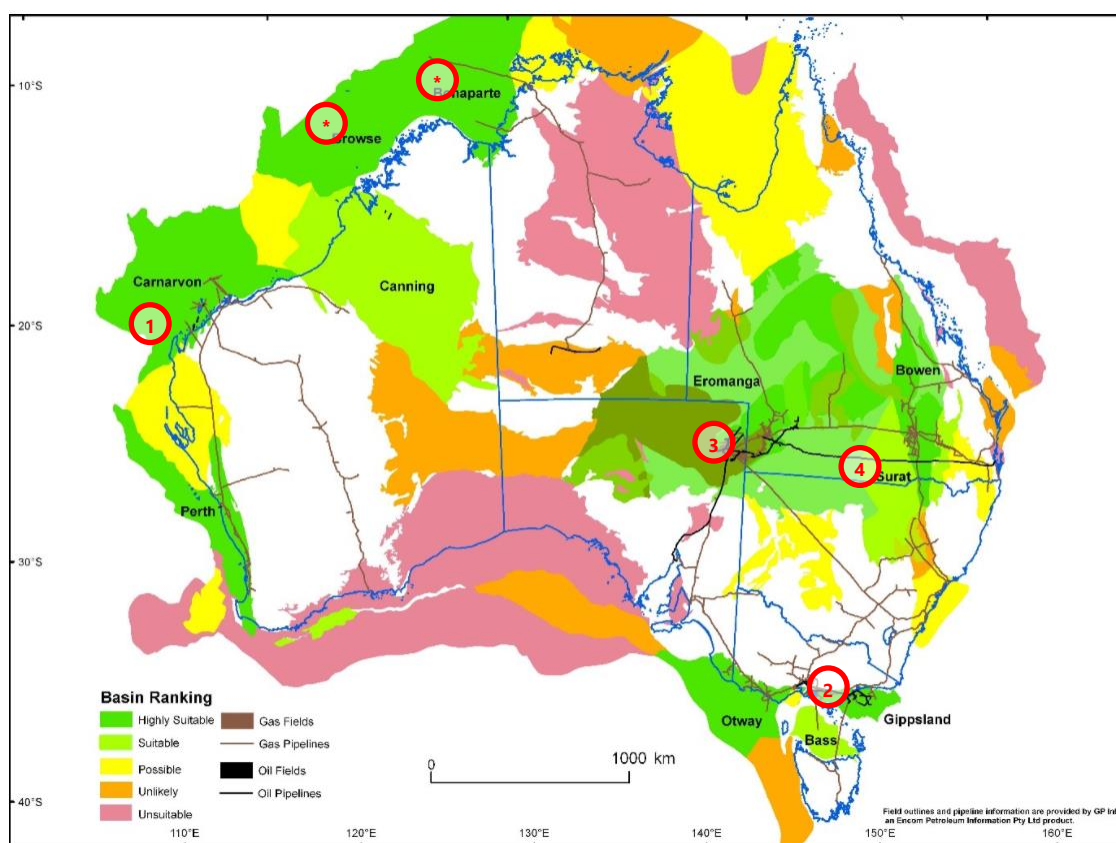 10°S
*
Bonaparte
*
Browse
Carnarvon
Canning
1
20°S
Eromanga
Bowen
3
4
Surat
Perth
30°S
2
Otway
Gippsland
Bass
Basin Ranking
Highly Suitable
Suitable
Possible
Unlikely
Unsuitable
Gas Fields
Gas Pipelines
Oil Fields
Oil Pipelines
0
1000 km
40°S
Field outlines and pipeline information are provided by GP Inf
an Encom Petroleum Information Pty Ltd product.
110°E
120°E
130°E
140°E
150°E
160°E